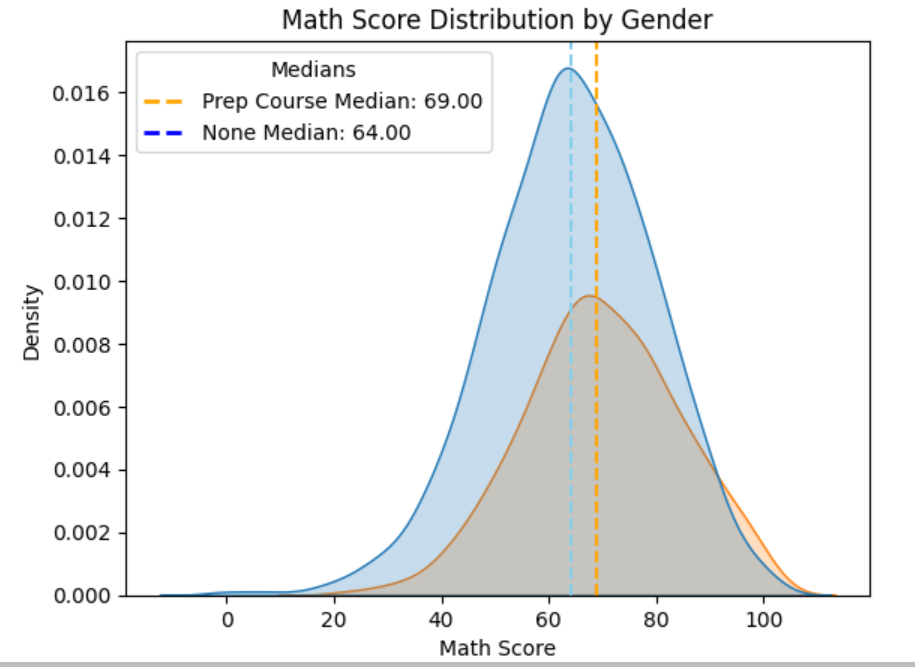 Math Score Distribution by Gender
Medians
Prep Course Median: 69.00
None Median: 64.00
0.016
0.014
0.012
0.010
0.008
0.006
0.004
0.002
0.000
Density
0 20 40 60 80 100
Math Score